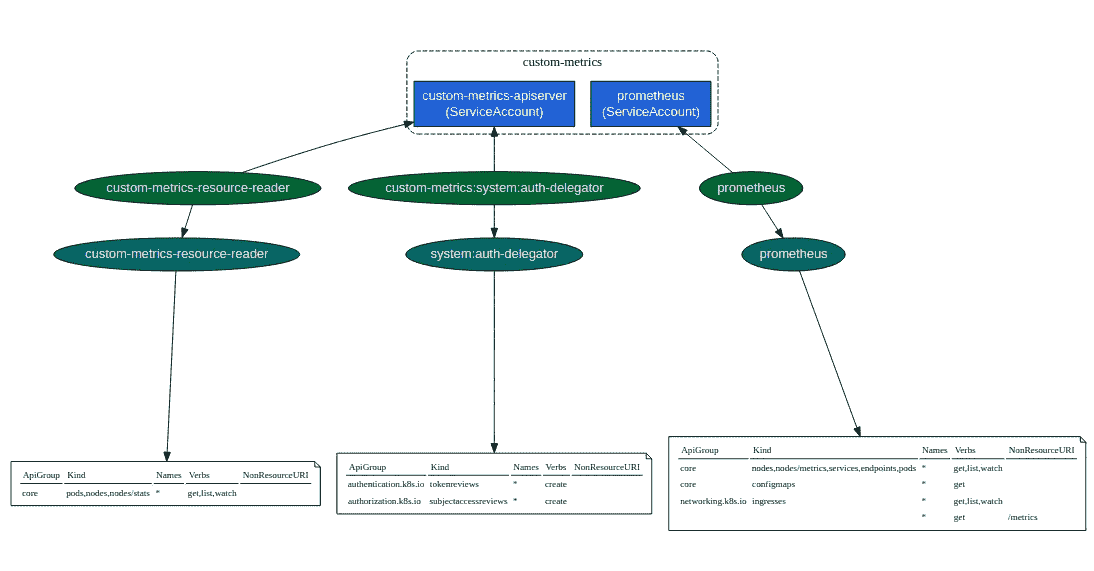 custom-metrics
custom-metrics-apiserver
(ServiceAccount)
prometheus
(ServiceAccount)
custom-metrics-resource-reader
custom-metrics:system:auth-delegator
prometheus
custom-metrics-resource-reader
system:auth-delegator
prometheus
ApiGroup Kind Names Verbs NonResourceURI
core pods,nodes,nodes/stats * get,list,watch
ApiGroup Kind Names Verbs NonResourceURI
authentication.k8s.io tokenreviews * create
authorization.k8s.io subjectaccessreviews * create
ApiGroup Kind Names Verbs NonResourceURI
core nodes,nodes/metrics,services,endpoints,pods * get,list,watch
core configmaps * get
networking.k8s.io ingresses * get,list,watch
* get /metrics